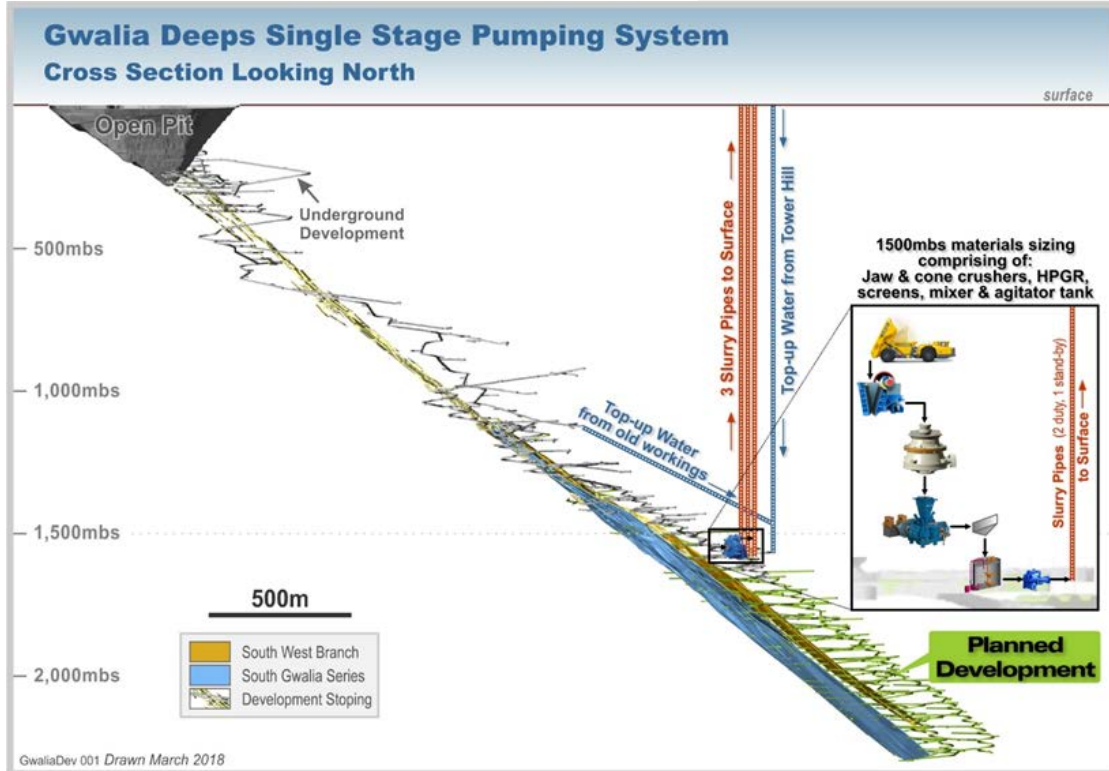 Gwalia Deeps Single Stage Pumping System
Cross Section Looking North
surface
Open Pit
Underground
Development
500mbs
1,000mbs
1,500mbs
2,000mbs
3 Slurry Pipes to Surface
Top-up Water from Tower Hill
Top-up Water
from old workings
1500mbs materials sizing
comprising of:
Jaw & cone crushers, HPGR,
screens, mixer & agitator tank
Slurry Pipes (2 duty, 1 stand-by)
to Surface
500m
South West Branch
South Gwalia Series
Development Stoping
Planned
Development
GwaliaDev 001 Drawn March 2018